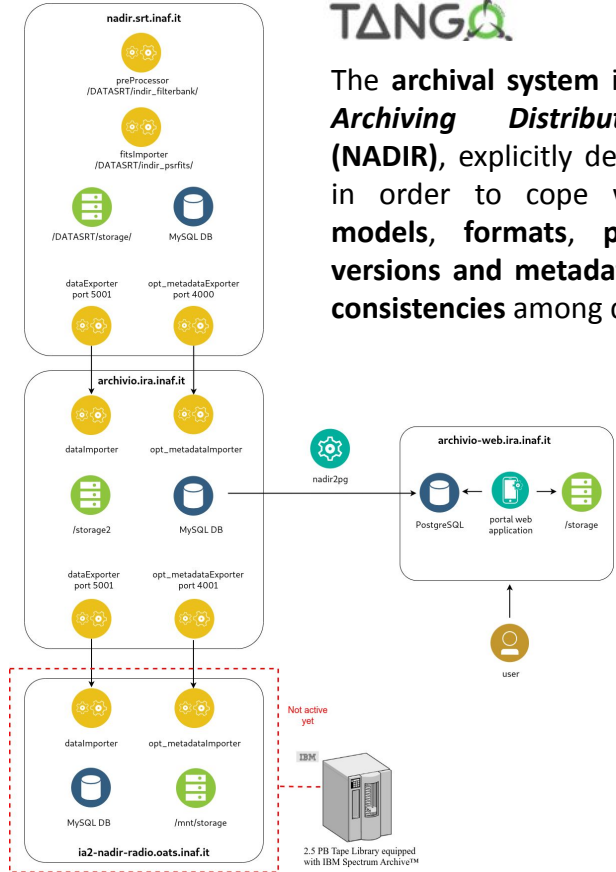 TANGO
The archival system i
Archiving Distribut
(NADIR), explicitly de
in order to cope
models, formats, p
versions and metada
consistencies among
nadir.srt.inaf.it
preProcessor
/DATASRT/indir_filterbank/
fitsImporter
/DATASRT/indir_psrfits/
/DATASRT/storage/
MySQL DB
dataExporter
port 5001
opt_metadataExporter
port 4000
archivio.ira.inaf.it
dataImporter
opt_metadataImporter
/storage2
MySQL DB
dataExporter
port 5001
opt_metadataExporter
port 4001
nadir2pg
archivio-web.ira.inaf.it
PostgreSQL
portal web
application
/storage
user
dataImporter
opt_metadataImporter
MySQL DB
/mnt/storage
ia2-nadir-radio.oats.inaf.it
Not active
yet
IBM
2.5 PB Tape Library equipped
with IBM Spectrum Archive™